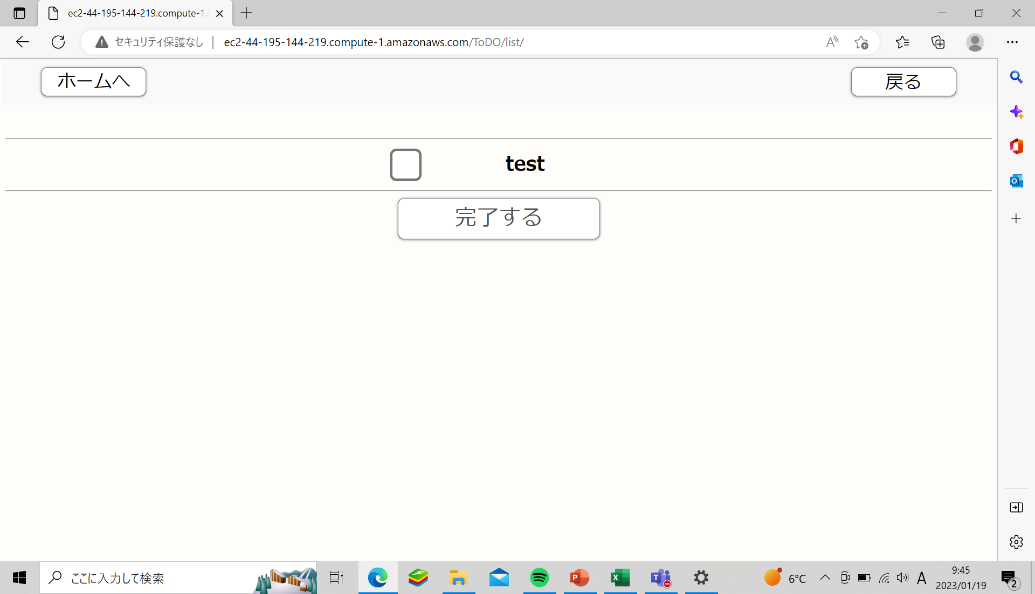 ec2-44-195-144-219.compute-1.
セキュリティ保護なし | ec2-44-195-144-219.compute-1.amazonaws.com/ToDO/list/
ホームへ
戻る
test
完了する
ここに入力して検索
6°C
A
9:45
2023/01/19
2